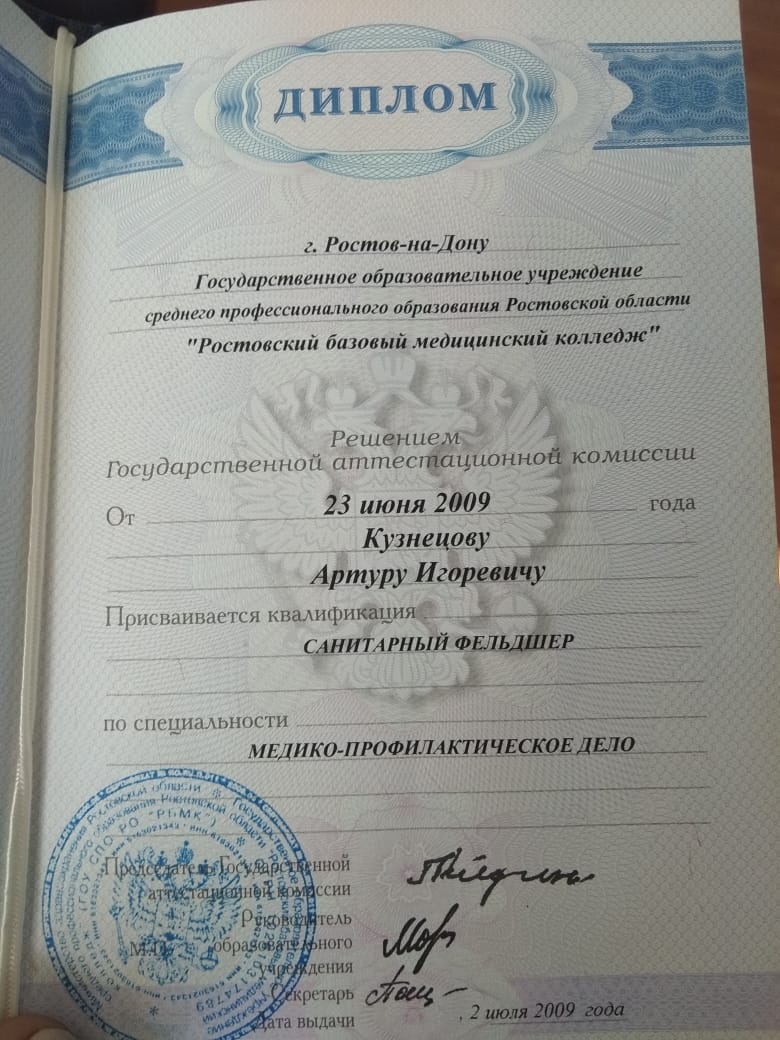 ДИПЛОМ
г. Ростов-на-Дону
Государственное образовательное учреждение
среднего профессионального образования Ростовской области
"Ростовский базовый медицинский колледж"
Решением
Государственной аттестационной комиссии
От 23 июня 2009 года
Кузнецову
Артуру Игоревичу
Присваивается квалификация
САНИТАРНЫЙ ФЕЛЬДШЕР
по специальности
МЕДИКО-ПРОФИЛАКТИЧЕСКОЕ ДЕЛО
Председатель Государственной
аттестационной комиссии
Руководитель
М.П. образовательного
учреждения
Секретарь
Дата выдачи , 2 июля 2009 года